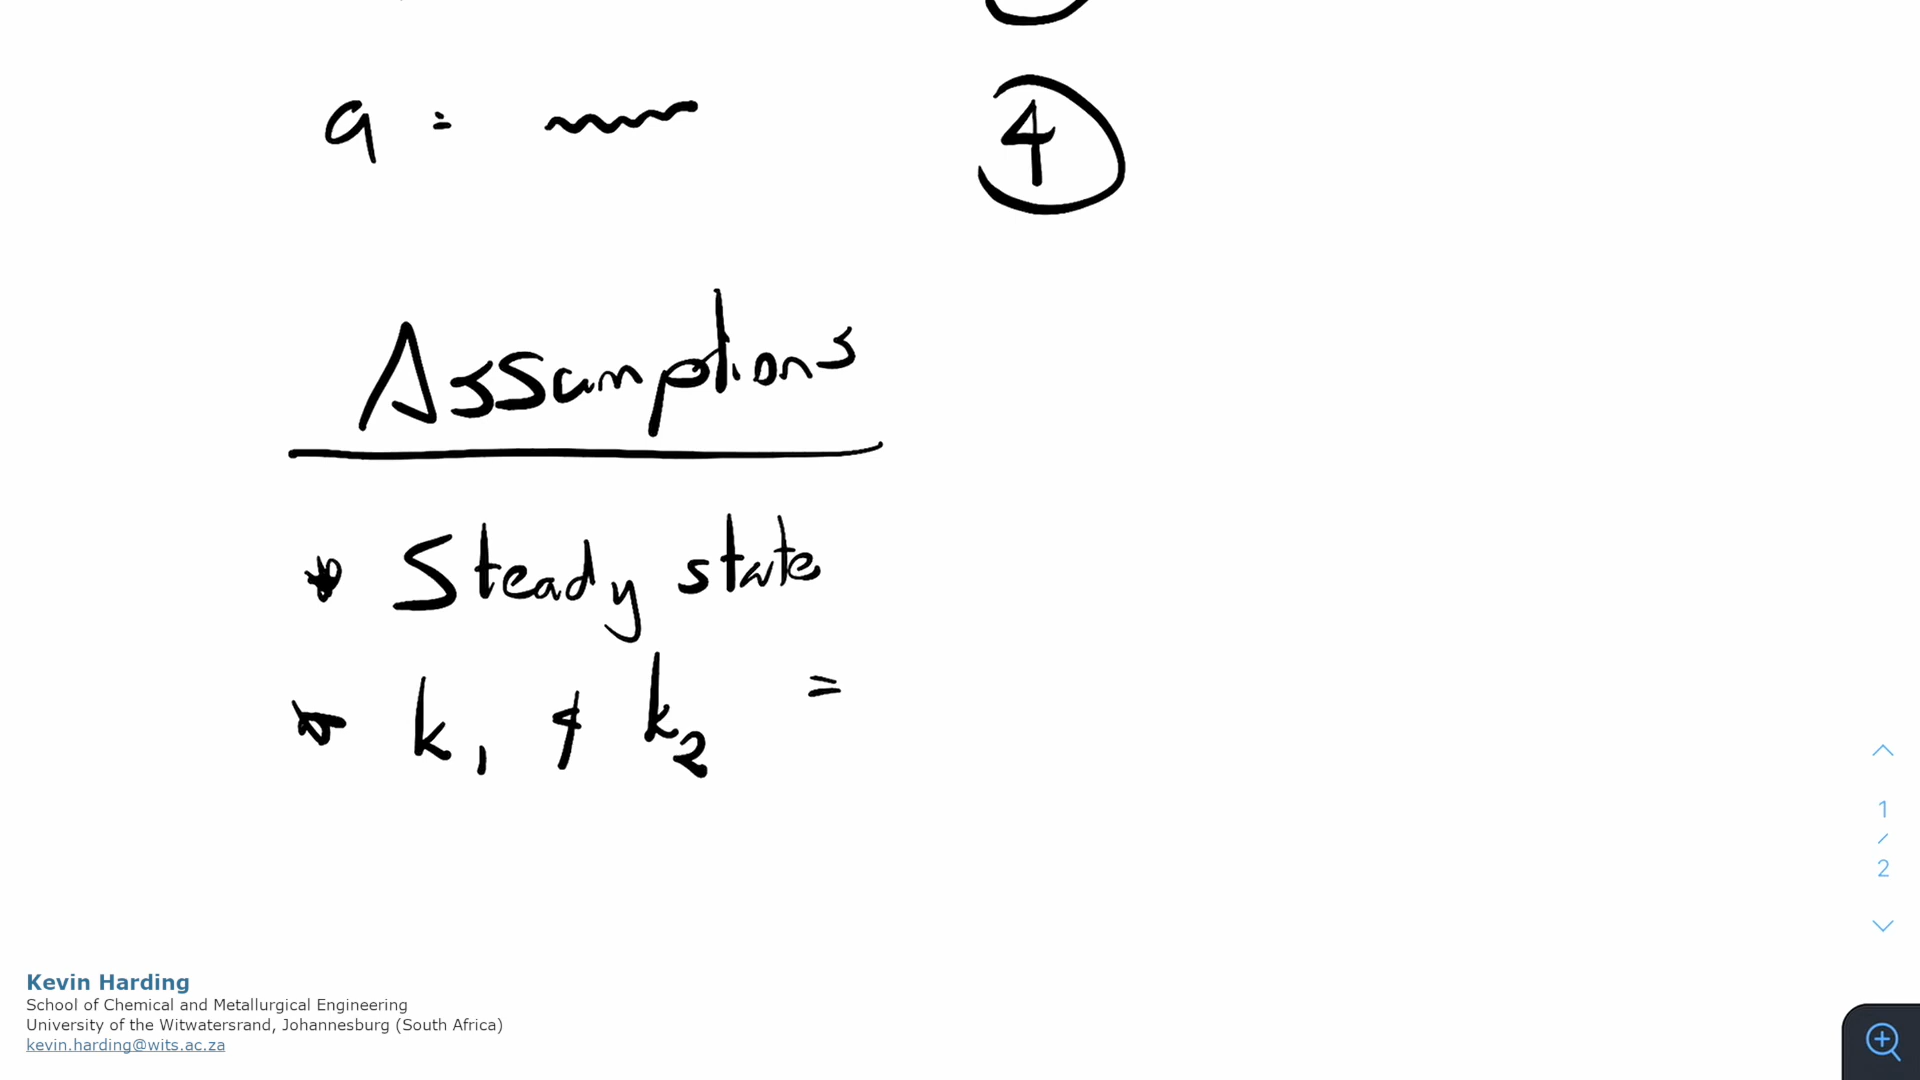 a = 
4
Assumptions
* Steady state
* k1 & k2 =
1
/
2
Kevin Harding
School of Chemical and Metallurgical Engineering
University of the Witwatersrand, Johannesburg (South Africa)
kevin.harding@wits.ac.za